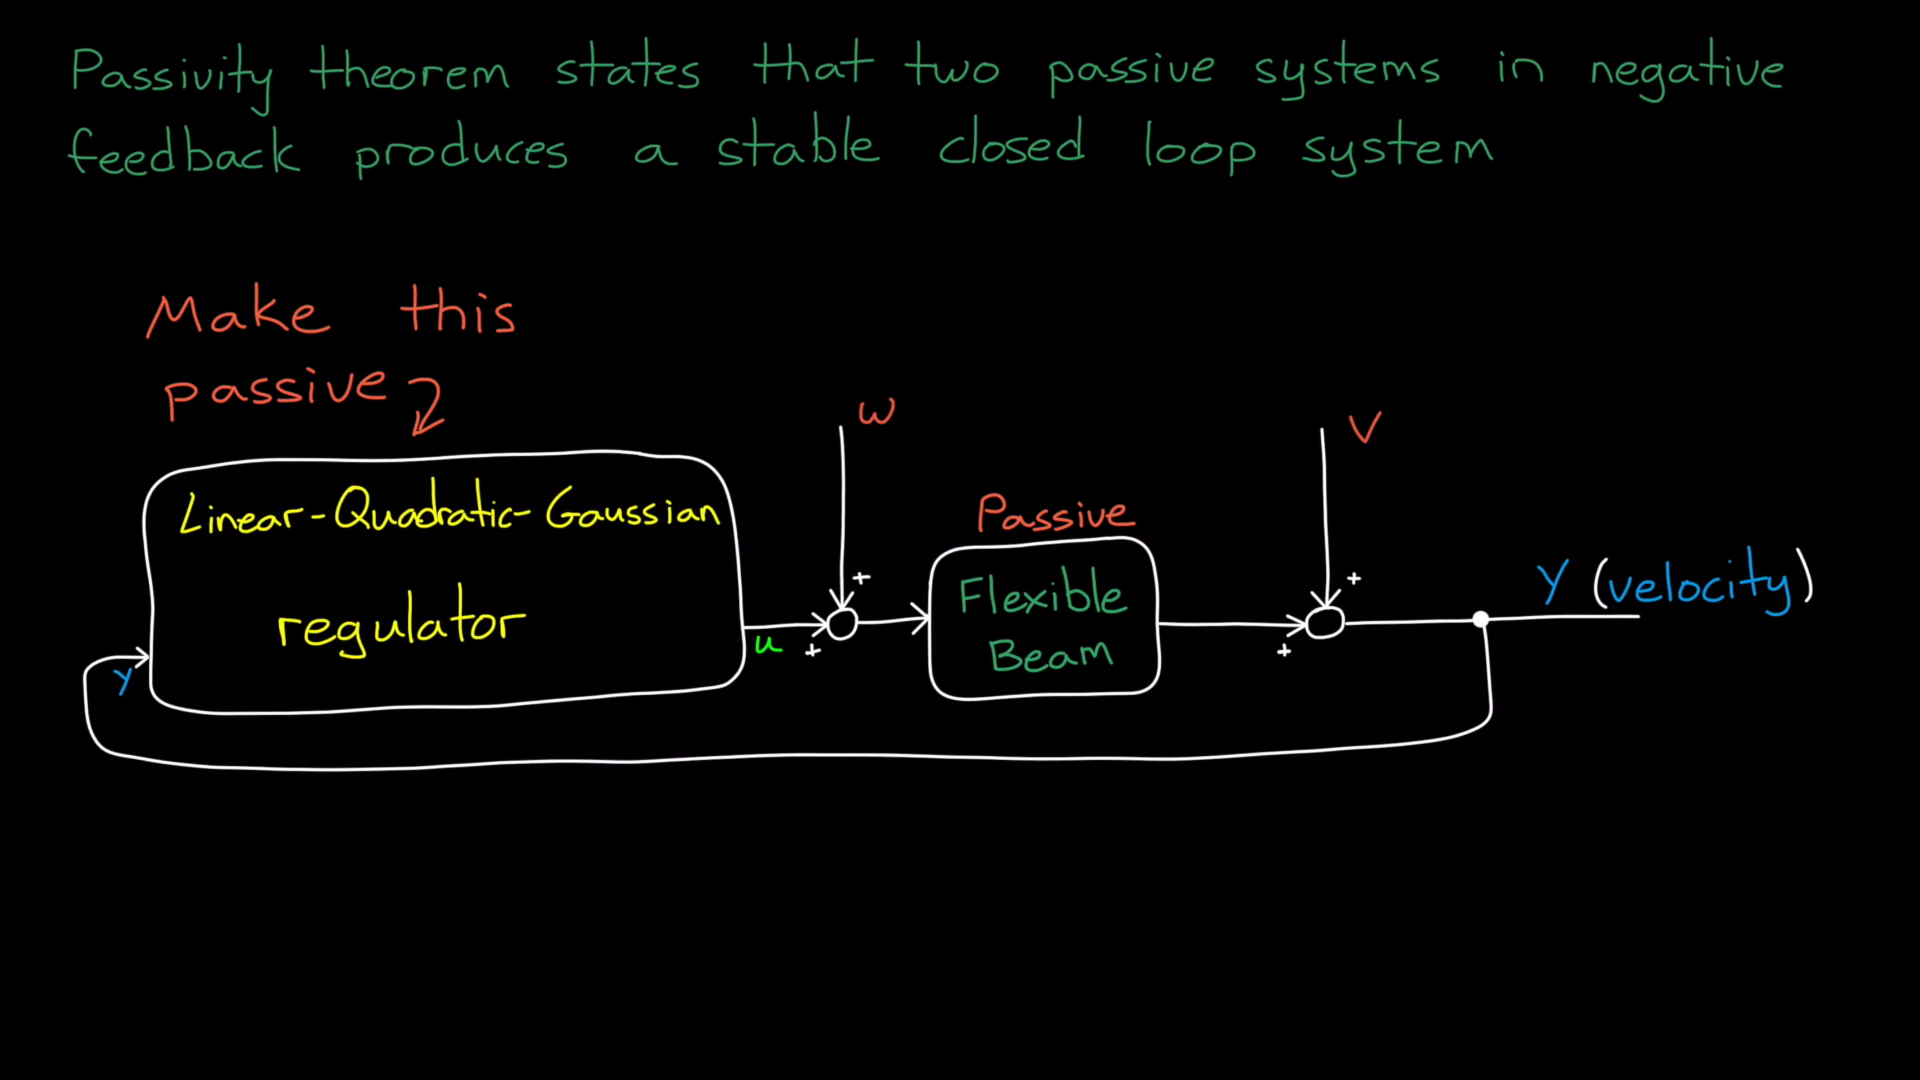 Passivity theorem states that two passive systems in negative
feedback produces a stable closed loop system
Make this
passive
w
v
Linear-Quadratic-Gaussian
regulator
Passive
Flexible
Beam
y (velocity)
+
+
+
+
u
y